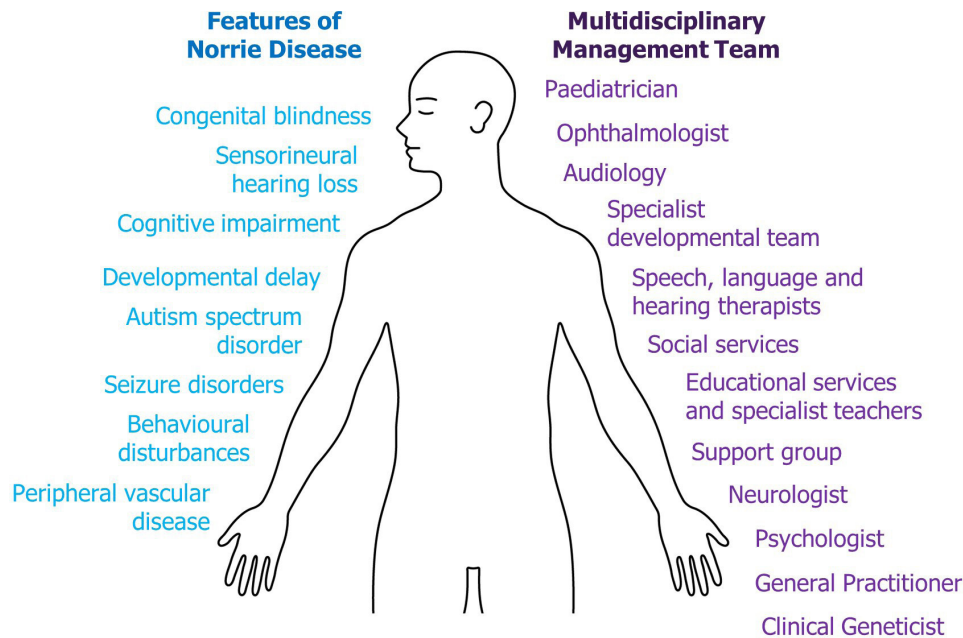 Features of
Norrie Disease
Congenital blindness
Sensorineural
hearing loss
Cognitive impairment
Developmental delay
Autism spectrum
disorder
Seizure disorders
Behavioural
disturbances
Peripheral vascular
disease
Multidisciplinary
Management Team
Paediatrician
Ophthalmologist
Audiology
Specialist
developmental team
Speech, language and
hearing therapists
Social services
Educational services
and specialist teachers
Support group
Neurologist
Psychologist
General Practitioner
Clinical Geneticist